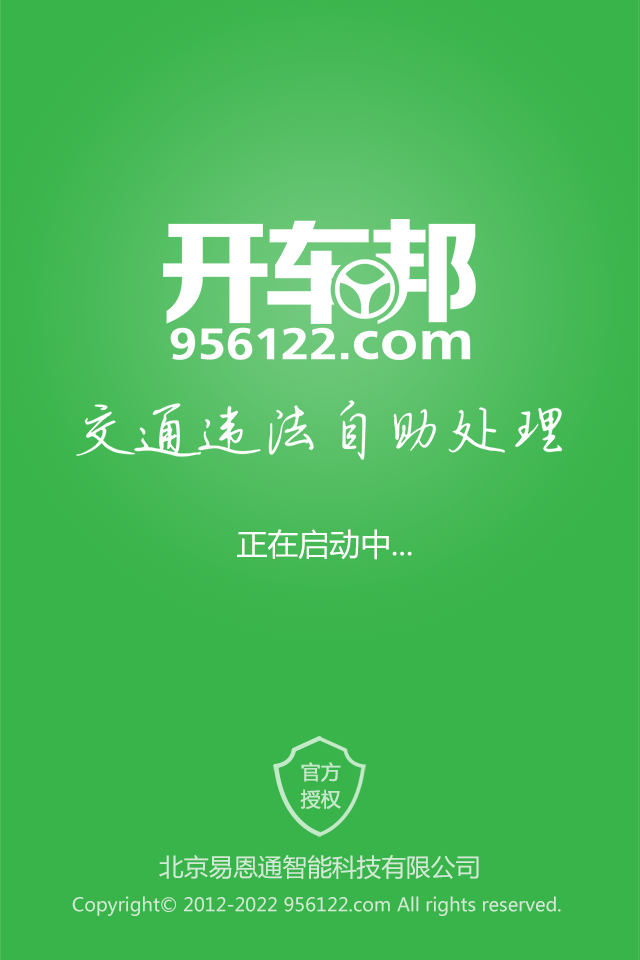 开车邦
956122.com
交通违法自助处理
正在启动中...
官方
授权
北京易恩通智能科技有限公司
Copyright© 2012-2022 956122.com All rights reserved.